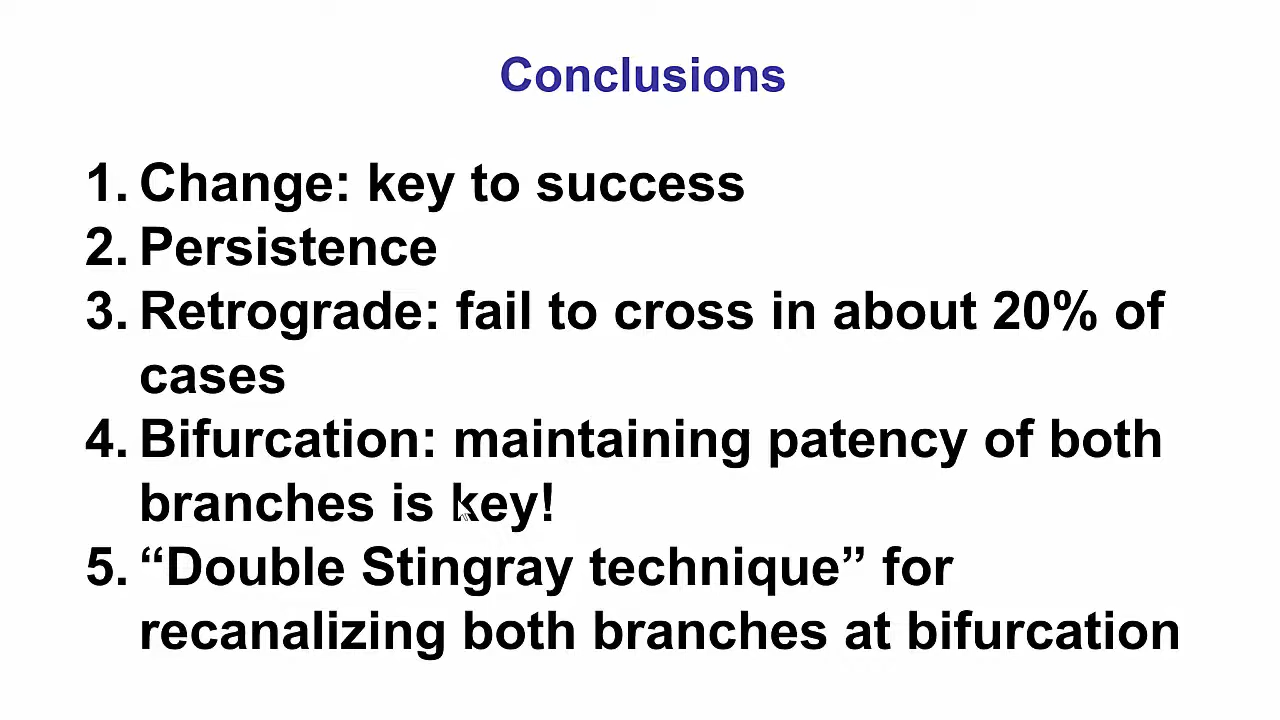 Conclusions
1. Change: key to success
2. Persistence
3. Retrograde: fail to cross in about 20% of
cases
4. Bifurcation: maintaining patency of both
branches is key!
5. “Double Stingray technique” for
recanalizing both branches at bifurcation